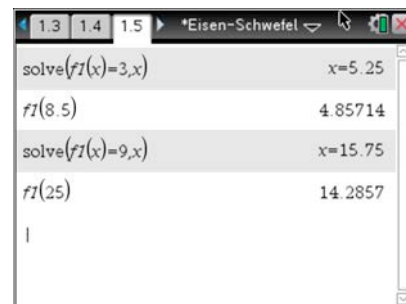 1.3 1.4 1.5 *Eisen-Schwefel
solve(f1(x)=3,x) x=5.25
f1(8.5) 4.85714
solve(f1(x)=9,x) x=15.75
f1(25) 14.2857